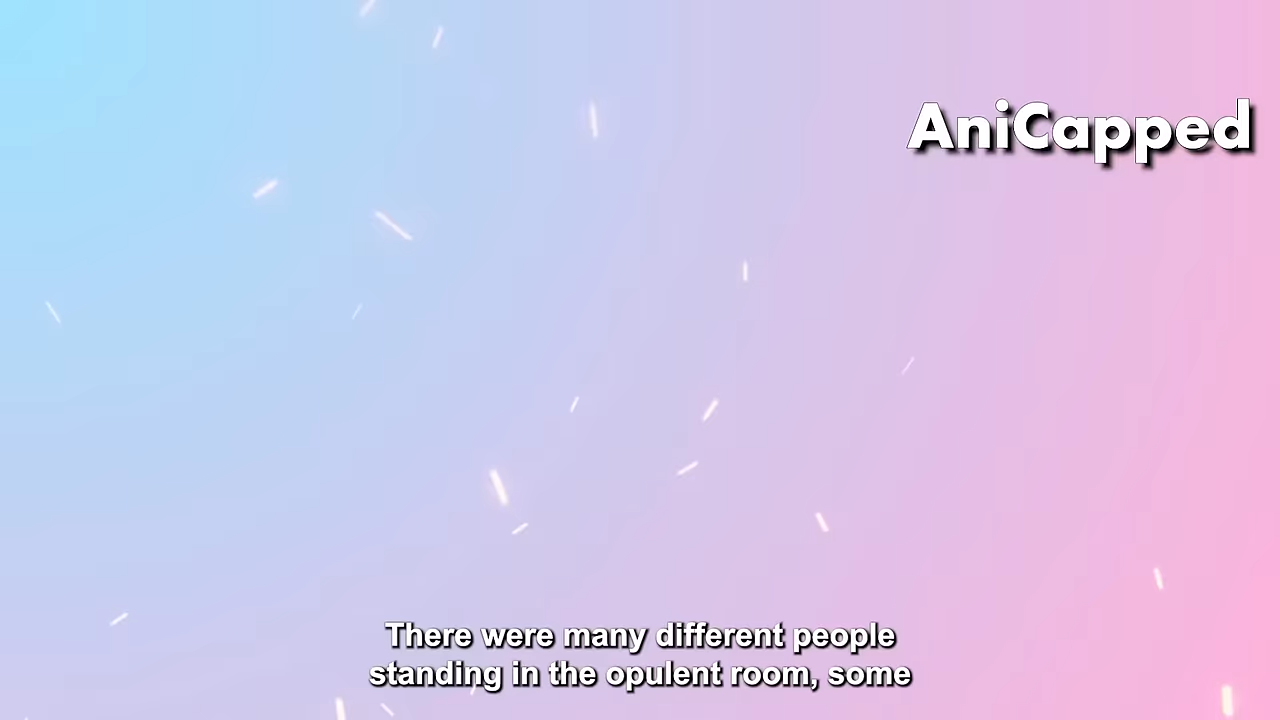 AniCapped
There were many different people
standing in the opulent room, some